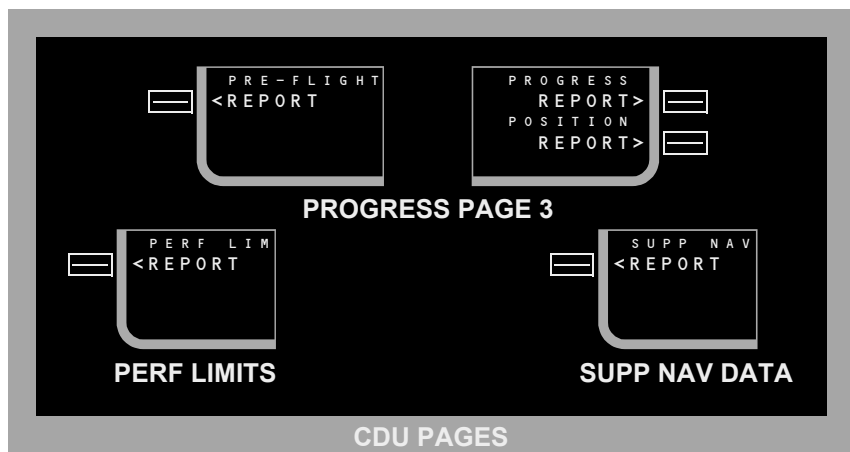 PRE-FLIGHT
<REPORT
PROGRESS
REPORT>
POSITION
REPORT>
PROGRESS PAGE 3
PERF LIM
<REPORT
SUPP NAV
<REPORT
PERF LIMITS
SUPP NAV DATA
CDU PAGES